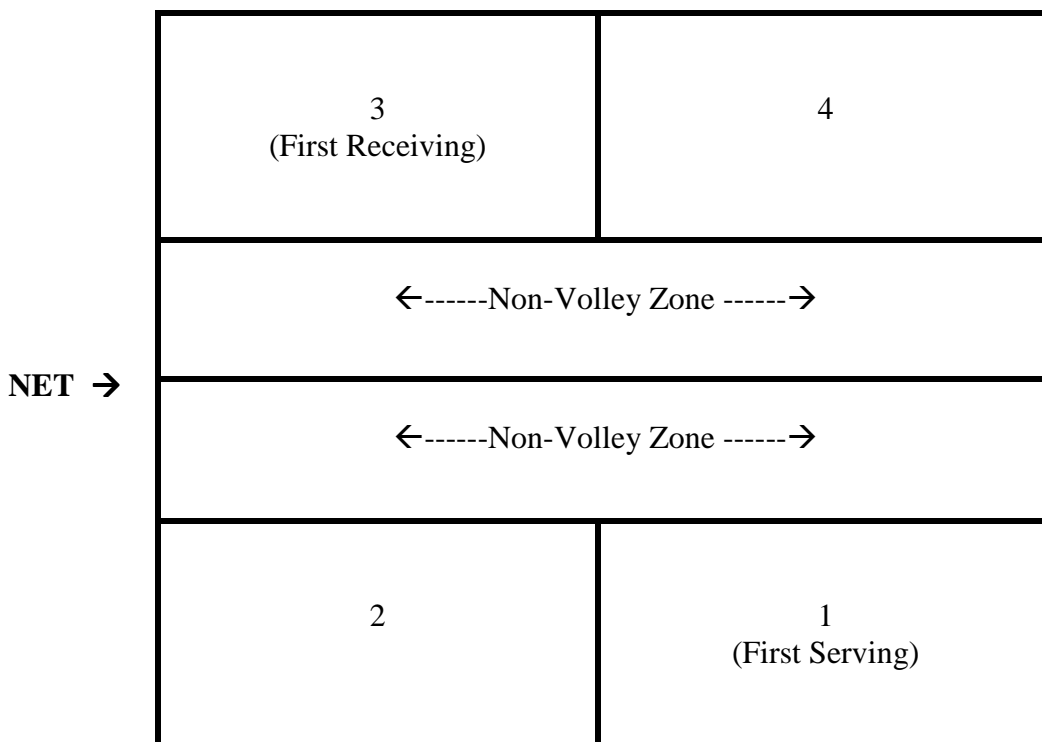 3 4
(First Receiving)
←------Non-Volley Zone ------→
NET →
←------Non-Volley Zone ------→
2 1
(First Serving)